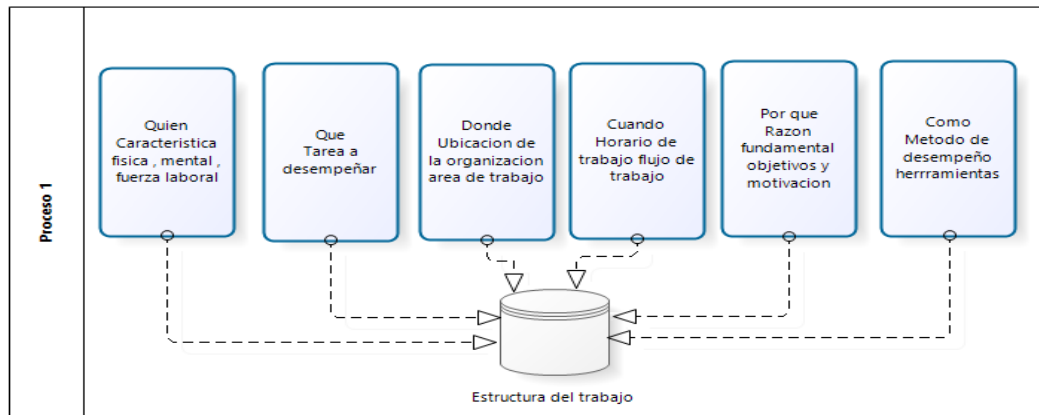 Proceso 1
Quien
Caracteristica
fisica , mental ,
fuerza laboral
Que
Tarea a
desempeñar
Donde
Ubicacion de
la organizacion
area de trabajo
Cuando
Horario de
trabajo flujo de
trabajo
Por que
Razon
fundamental
objetivos y
motivacion
Como
Metodo de
desempeño
herrramientas
Estructura del trabajo